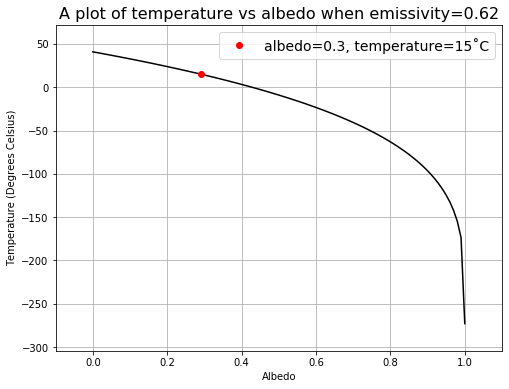 A plot of temperature vs albedo when emissivity=0.62
albedo=0.3, temperature=15˚C
Temperature (Degrees Celsius)
50
0
−50
−100
−150
−200
−250
−300
0.0 0.2 0.4 0.6 0.8 1.0
Albedo